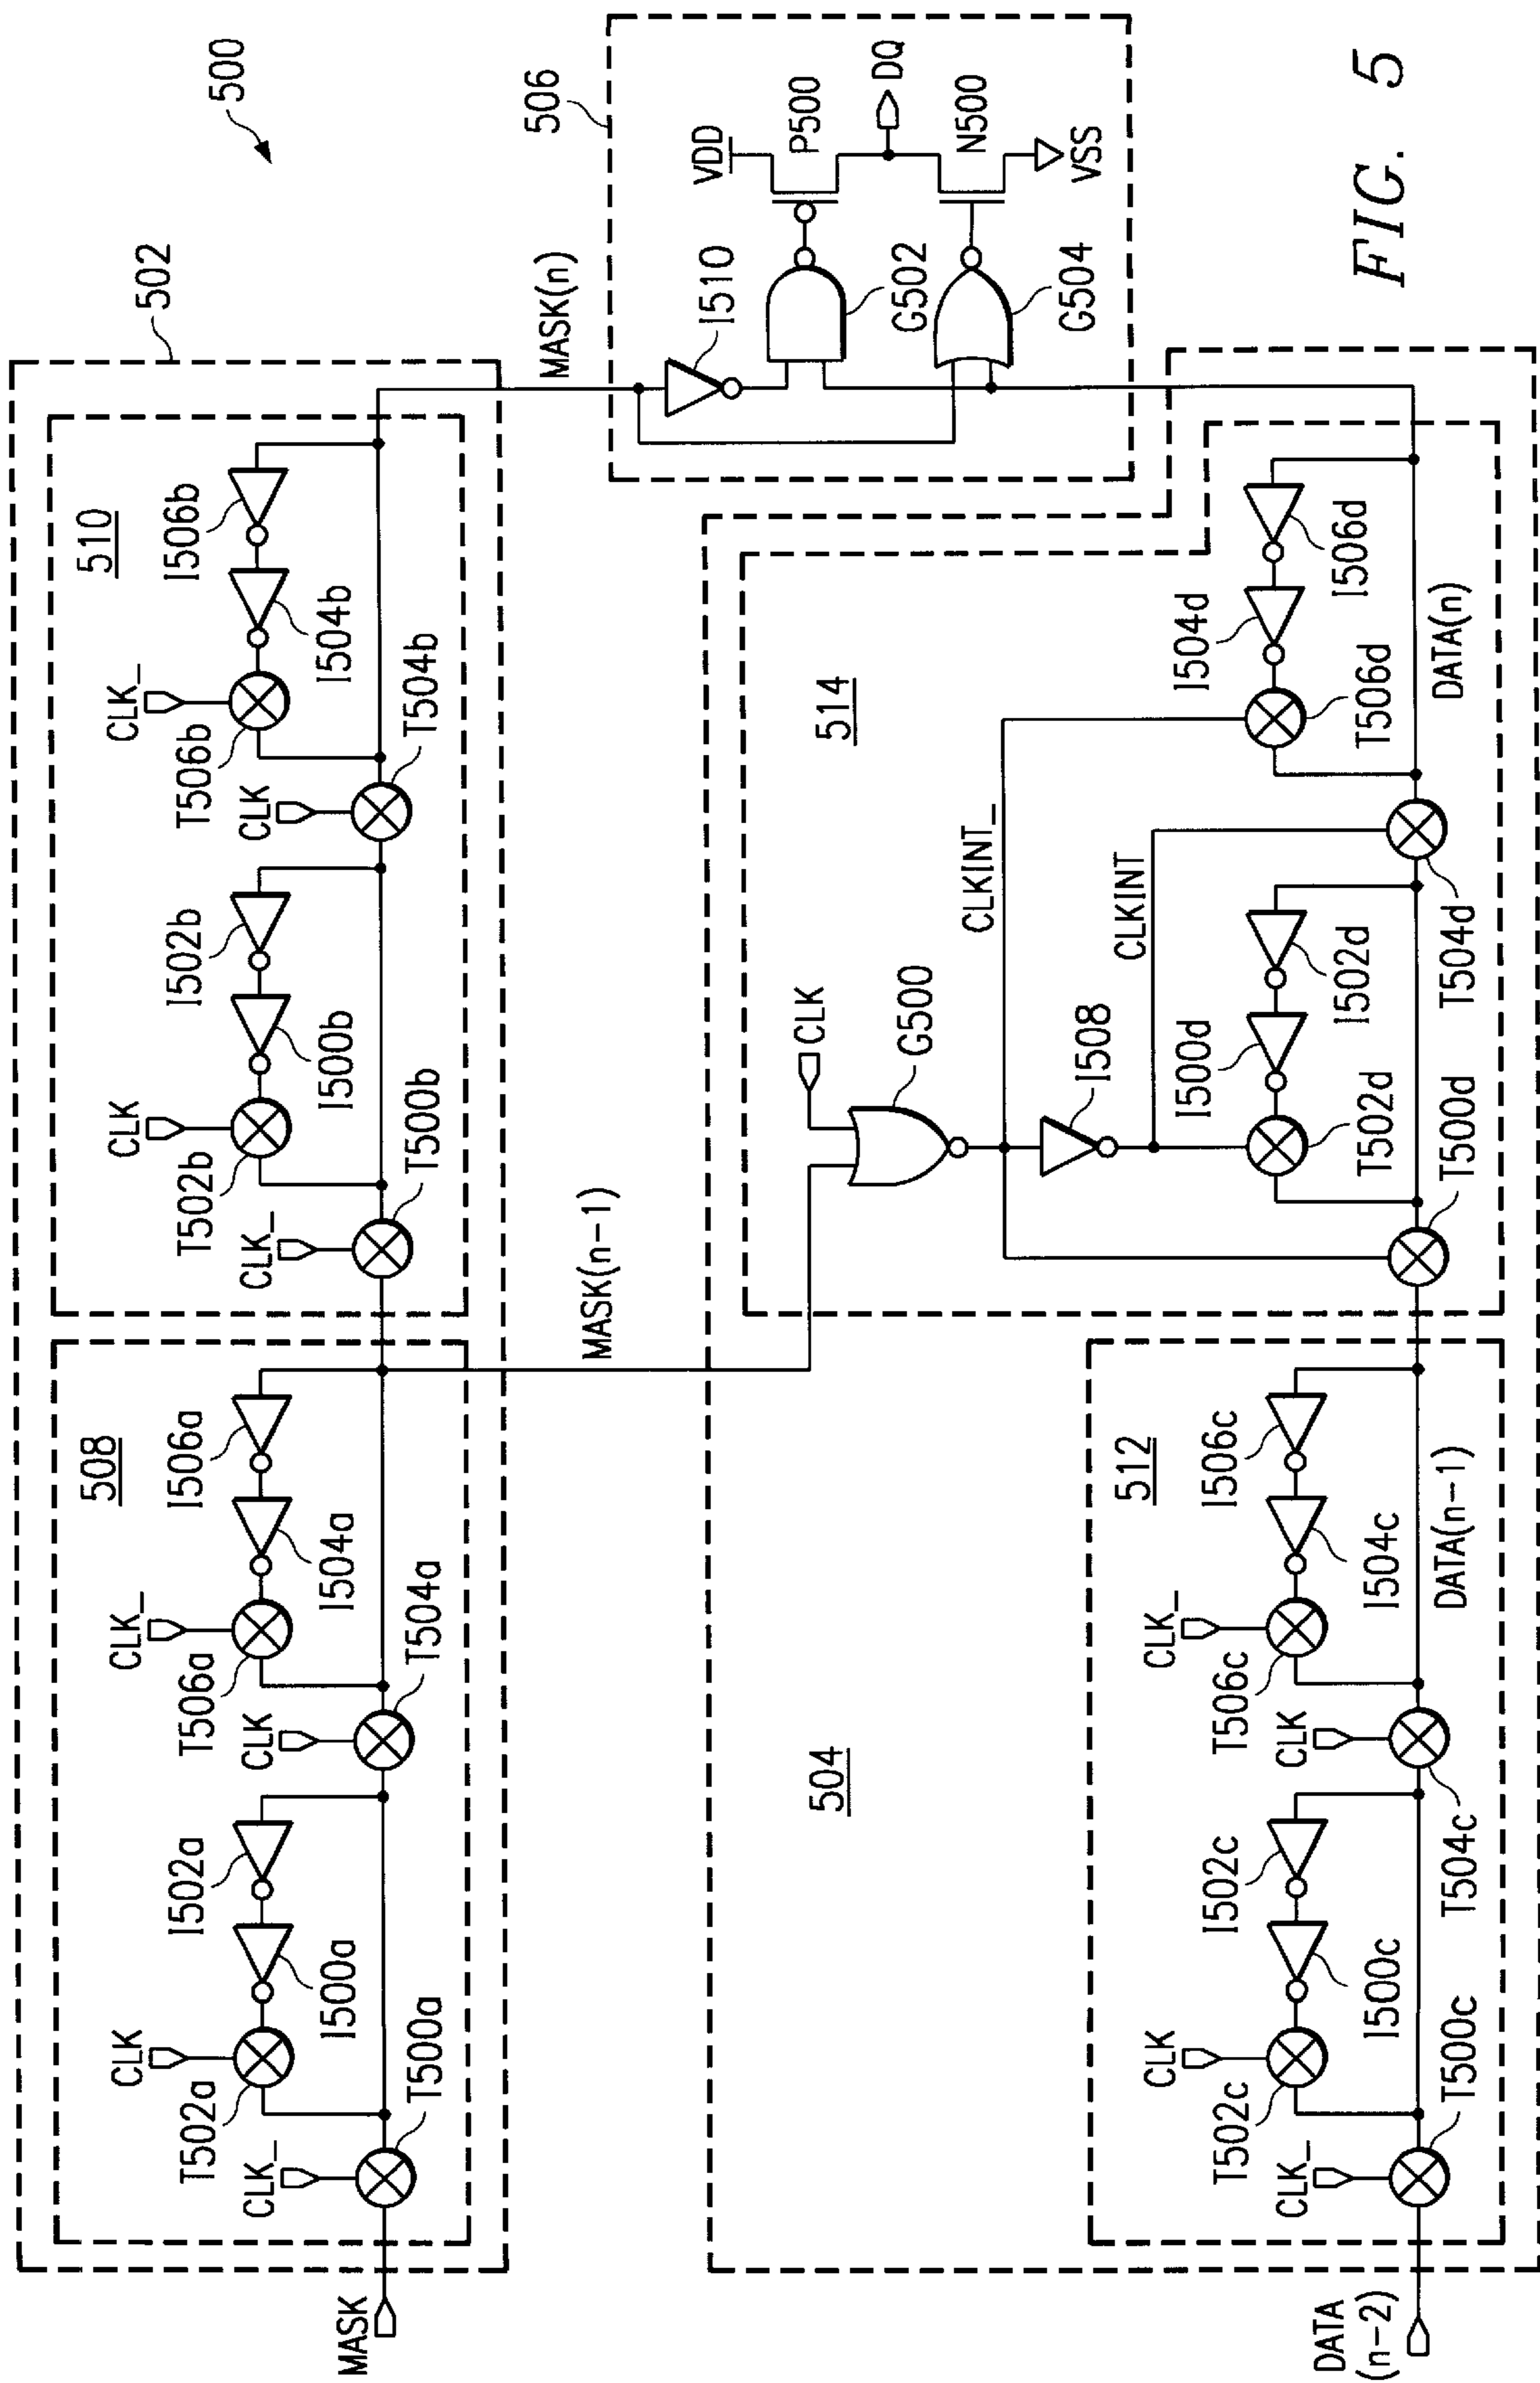 500
502
510
I506b
I504b
CLK_
T506b
CLK
T504b
I502b
I500b
CLK
T502b
CLK_
T500b
508
I506a
I504a
CLK_
T506a
CLK
T504a
I502a
I500a
CLK
T502a
CLK_
T500a
MASK
MASK(n)
MASK(n-1)
506
VDD
P500
DQ
N500
VSS
I510
G502
G504
504
514
CLK
G500
CLKINT_
I508
CLKINT
I504d
I506d
T506d
DATA(n)
I500d
I502d
T502d
T504d
T500d
512
I506c
I504c
CLK_
T506c
CLK
DATA(n-1)
I502c
T504c
CLK
I500c
T502c
CLK_
T500c
DATA
(n-2)
FIG. 5